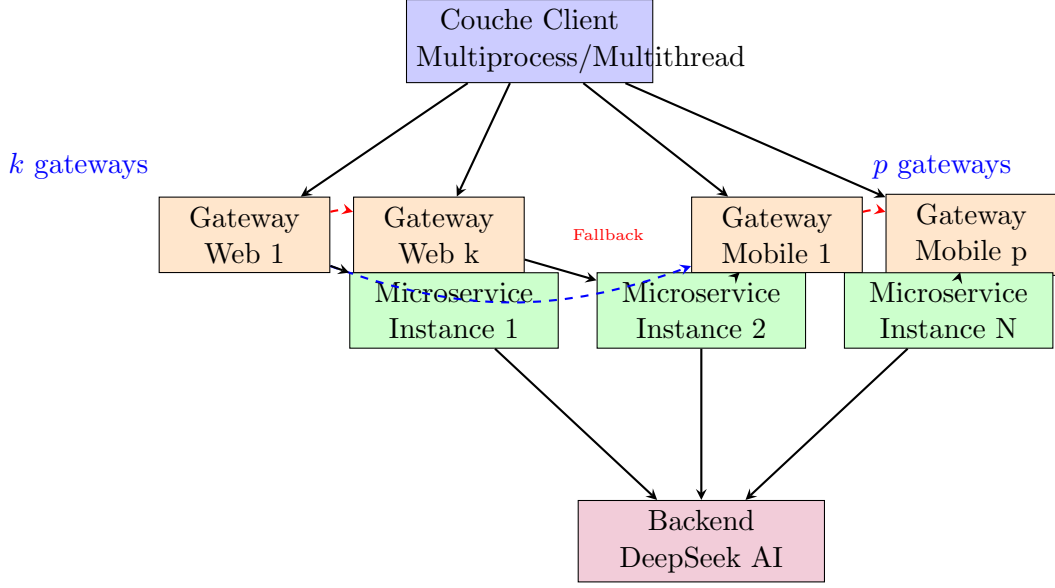 Couche Client
Multiprocess/Multithread
k gateways
p gateways
Gateway
Web 1
Gateway
Web k
Fallback
Gateway
Mobile 1
Gateway
Mobile p
Microservice
Instance 1
Microservice
Instance 2
Microservice
Instance N
Backend
DeepSeek AI